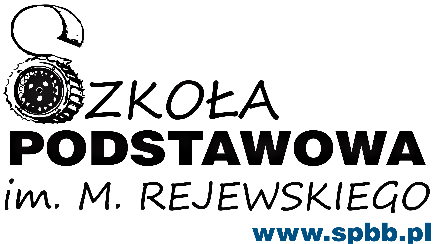 SZKOŁA
PODSTAWOWA
im. M. REJEWSKIEGO
www.spbb.pl